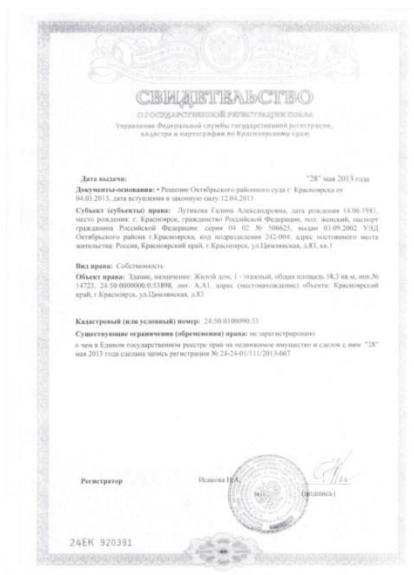 СВИДЕТЕЛЬСТВО
О ГОСУДАРСТВЕННОЙ РЕГИСТРАЦИИ ПРАВА
Управление Федеральной службы государственной регистрации,
кадастра и картографии по Красноярскому краю
Дата выдачи: "28" мая 2013 года
Документы-основания: • Решение Октябрьского районного суда г. Красноярска от
04.03.2013, дата вступления в законную силу:12.04.2013
Субъект (субъекты) права: Лутикова Галина Александровна, дата рождения 14.06.1981,
место рождения: г. Красноярск, гражданство Российской Федерации, пол: женский, паспорт
гражданина Российской Федерации: серия 04 02 № 506625, выдан 03.09.2002 УВД
Октябрьского района г.Красноярска, код подразделения 242-004; адрес постоянного места
жительства: Россия, Красноярский край, г.Красноярск, ул.Цимлянская, д.83, кв.1
Вид права: Собственность
Объект права: Здание, назначение: Жилой дом, 1 - этажный, общая площадь 58,3 кв.м, инв.№
14723, 24:50:0000000:0:53898, лит. А,А1, адрес (местонахождение) объекта: Красноярский
край, г.Красноярск, ул.Цимлянская, д.83
Кадастровый (или условный) номер: 24:50:0100090:53
Существующие ограничения (обременения) права: не зарегистрировано
о чем в Едином государственном реестре прав на недвижимое имущество и сделок с ним "28"
мая 2013 года сделана запись регистрации № 24-24-01/111/2013-667
Регистратор Исакова Н.А.
(подпись)
24ЕК 920391